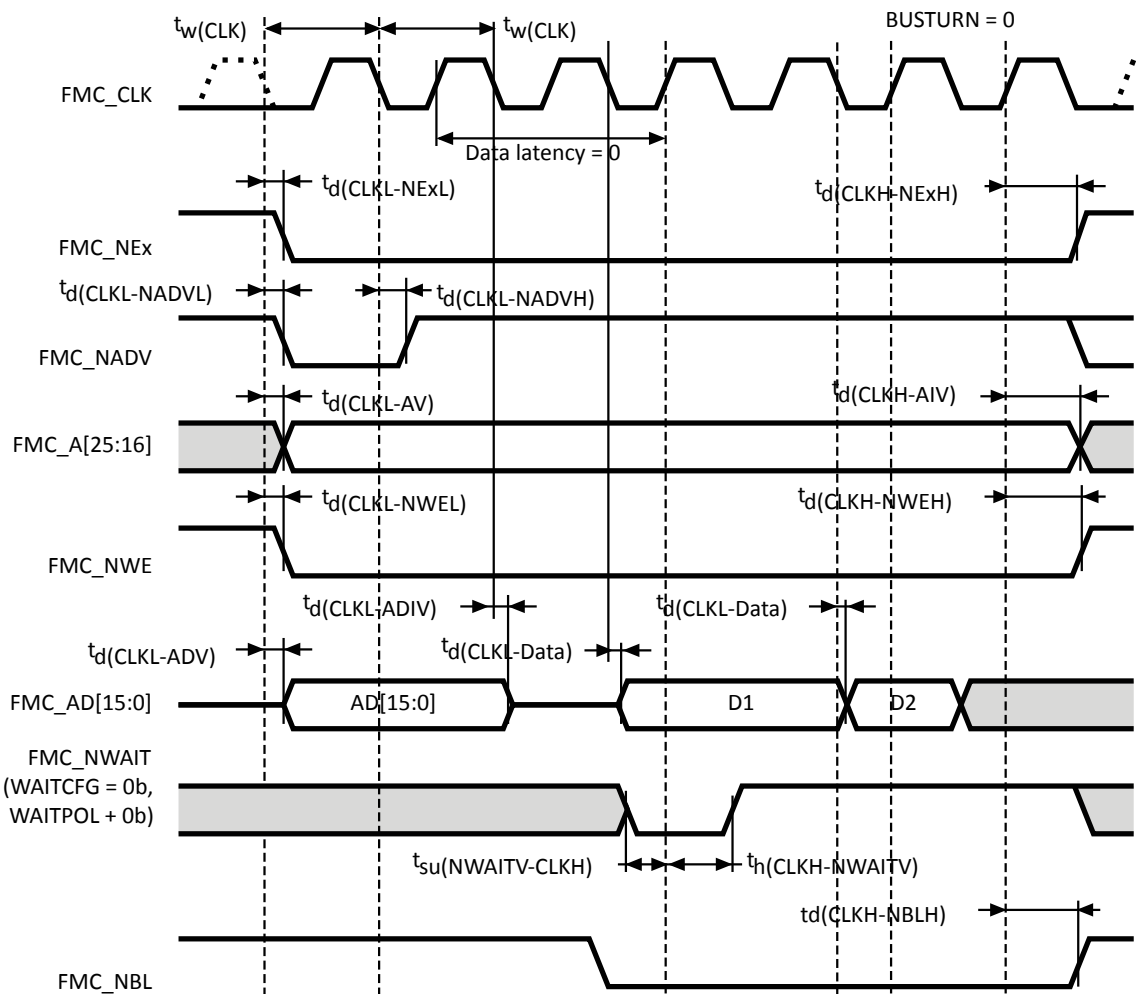 BUSTURN = 0
tw(CLK) tw(CLK)
FMC_CLK
Data latency = 0
td(CLKL-NExL) td(CLKH-NExH)
FMC_NEx
td(CLKL-NADVL) td(CLKL-NADVH)
FMC_NADV
td(CLKL-AV) td(CLKH-AIV)
FMC_A[25:16]
td(CLKL-NWEL) td(CLKH-NWEH)
FMC_NWE
td(CLKL-ADIV) td(CLKL-Data)
td(CLKL-ADV) td(CLKL-Data)
FMC_AD[15:0] AD[15:0] D1 D2
FMC_NWAIT
(WAITCFG = 0b,
WAITPOL + 0b)
tsu(NWAITV-CLKH) th(CLKH-NWAITV)
td(CLKH-NBLH)
FMC_NBL